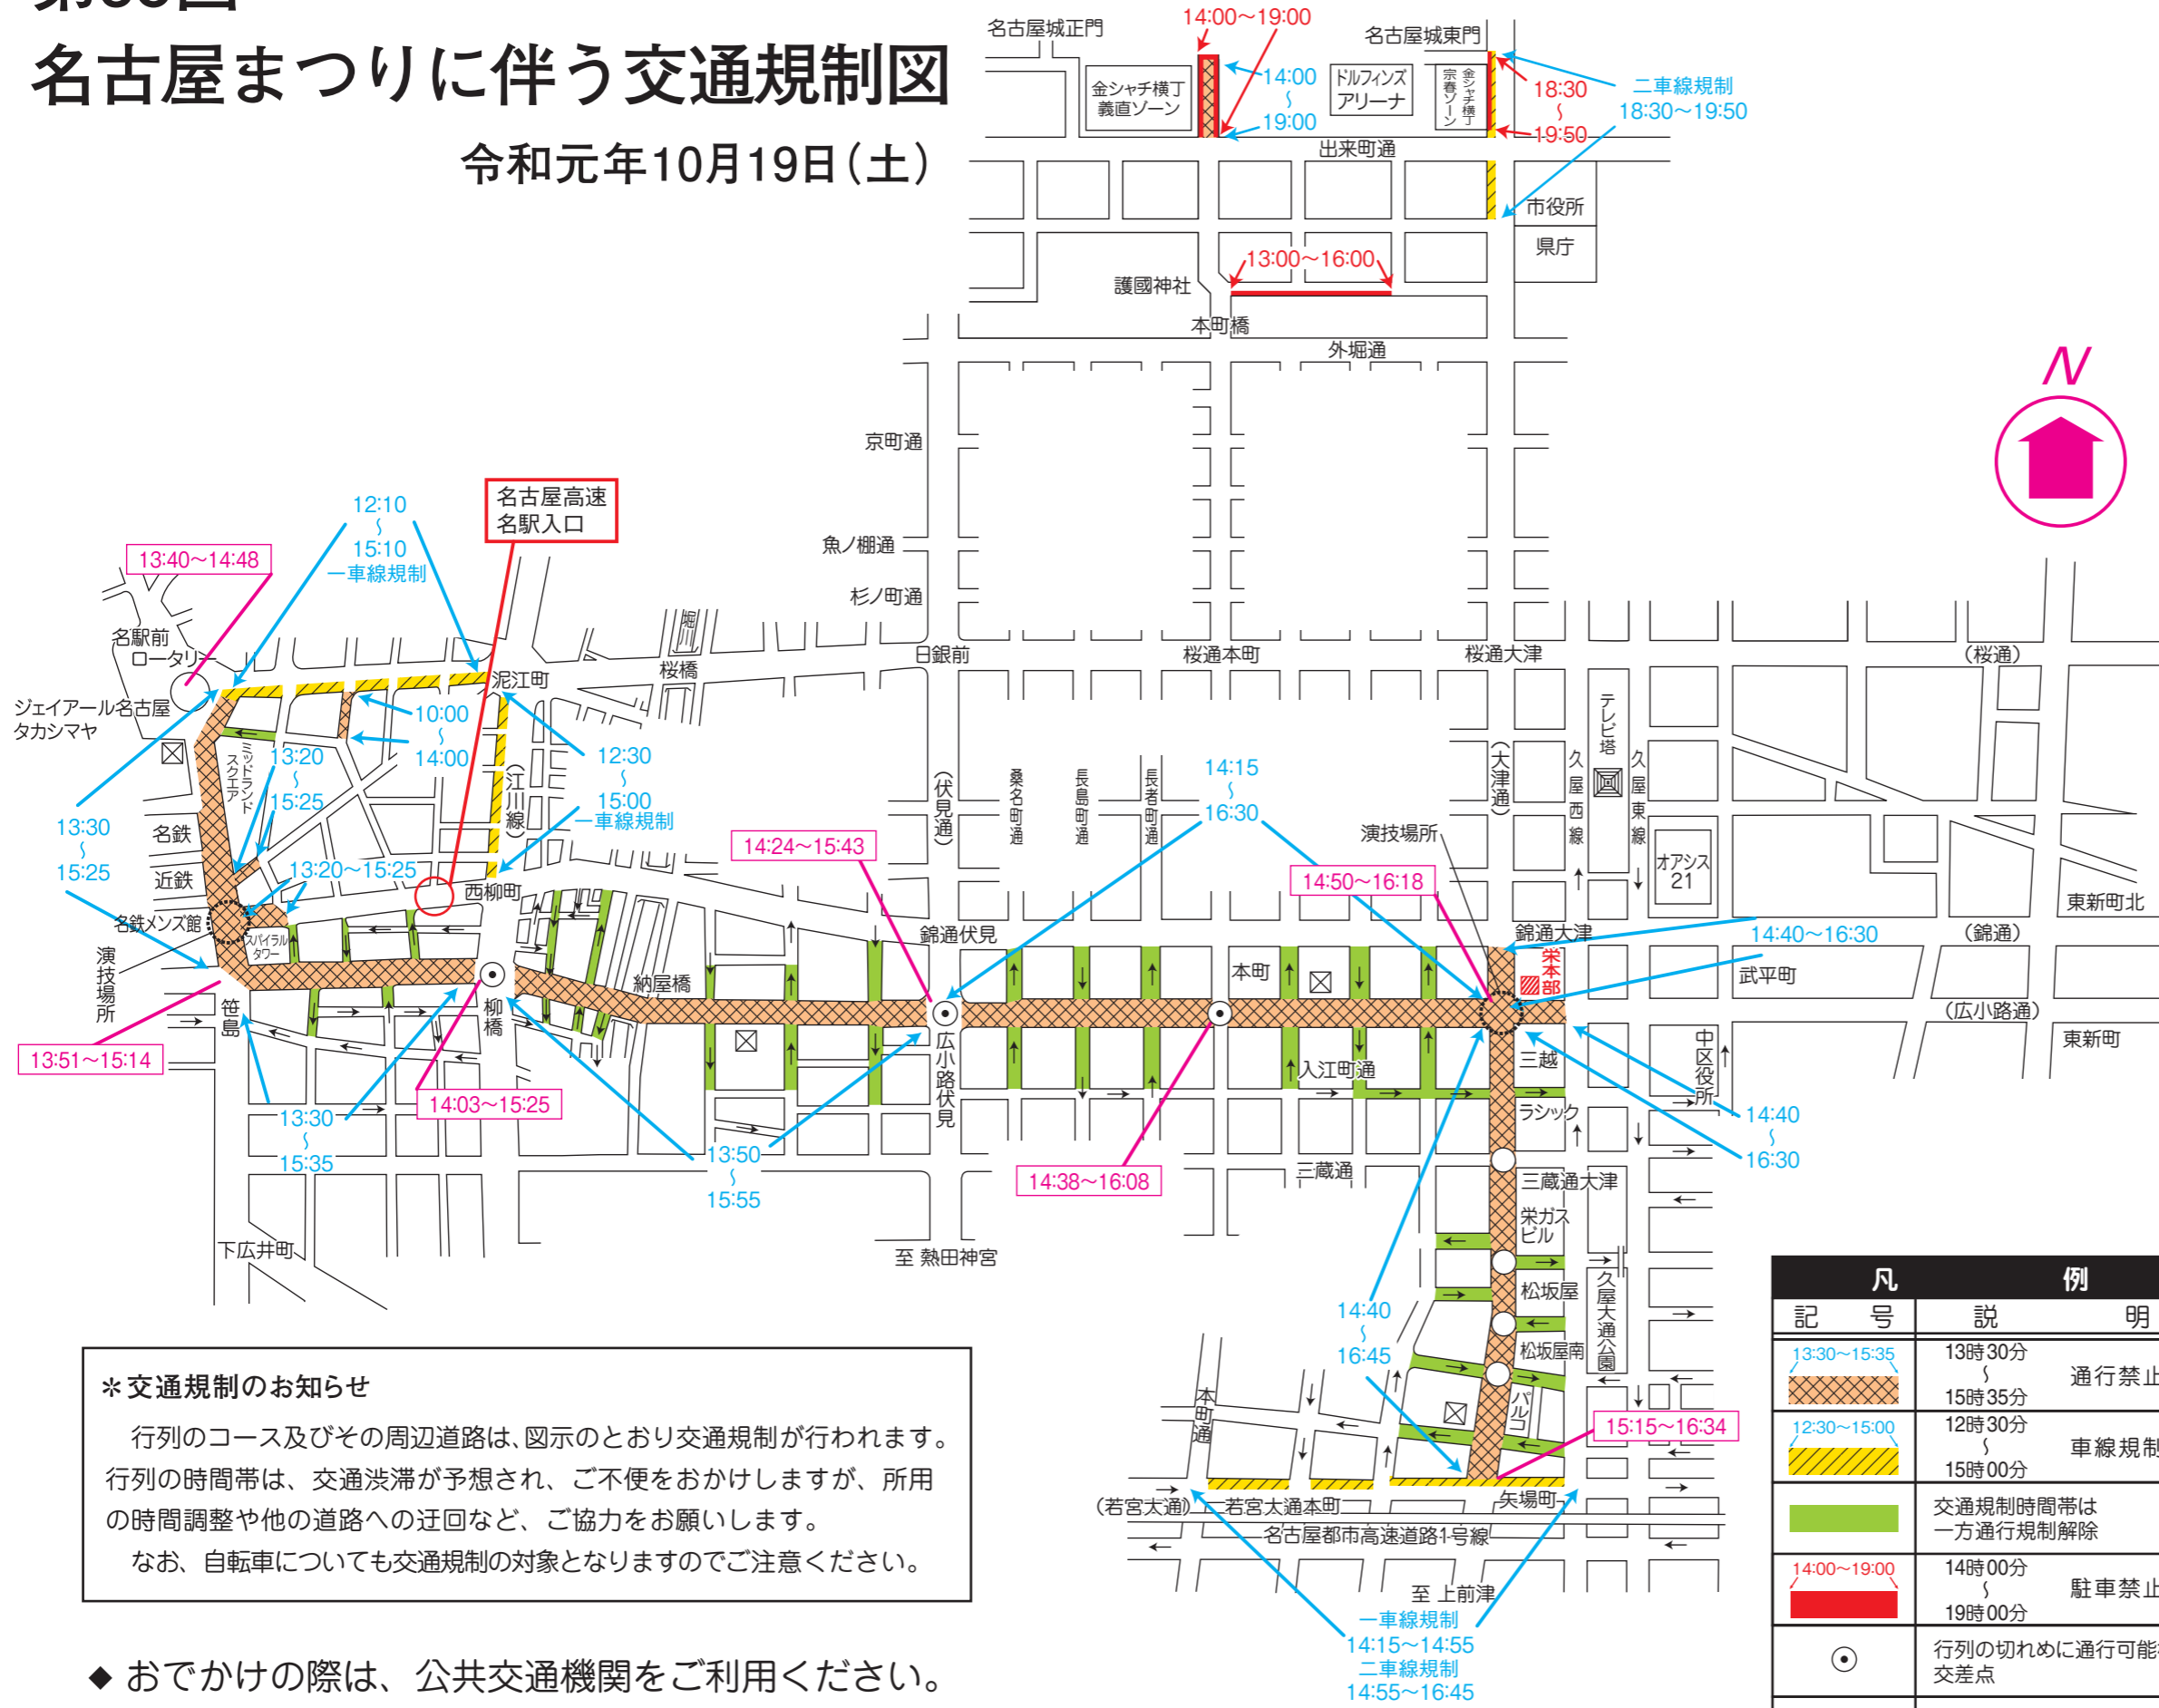 名古屋まつりに伴う交通規制図
令和元年10月19日(土)
名古屋城正門
14:00〜19:00
名古屋城東門
金シャチ横丁
義直ゾーン
14:00
〜
19:00
ドルフィンズ
アリーナ
金シャチ横丁
宗春ゾーン
18:30
〜
19:50
二車線規制
18:30〜19:50
出来町通
市役所
県庁
13:00〜16:00
護國神社
本町橋
外堀通
N
京町通
魚ノ棚通
杉ノ町通
名古屋高速
名駅入口
12:10
〜
15:10
一車線規制
13:40〜14:48
名駅前
ロータリー
堀川
泥江町
桜橋
日銀前
桜通本町
桜通大津
(桜通)
ジェイアール名古屋
タカシマヤ
10:00
〜
14:00
ミッドランド
スクエア
13:20
〜
15:25
(江川線)
12:30
〜
15:00
一車線規制
(伏見通)
桑名町通
長島町通
長者町通
14:15
〜
16:30
(大津通)
久屋西線
テレビ塔
久屋東線
オアシス
21
13:30
〜
15:25
名鉄
近鉄
13:20〜15:25
14:24〜15:43
演技場所
14:50〜16:18
西柳町
名鉄メンズ館
スパイラル
タワー
演技場所
錦通伏見
錦通大津
東新町北
14:40〜16:30
(錦通)
栄本部
本町
武平町
納屋橋
笹島
柳橋
広小路伏見
(広小路通)
東新町
13:51〜15:14
三越
中区役所
入江町通
14:03〜15:25
13:30
〜
15:35
ラシック
14:40
〜
16:30
13:50
〜
15:55
14:38〜16:08
三蔵通
三蔵通大津
栄ガス
ビル
下広井町
至 熱田神宮
松坂屋
久屋大通公園
14:40
〜
16:45
松坂屋南
パルコ
本町通
15:15〜16:34
(若宮大通)
若宮大通本町
矢場町
名古屋都市高速道路1号線
至 上前津
一車線規制
14:15〜14:55
二車線規制
14:55〜16:45
凡 例
記 号
説 明
13:30〜15:35
13時30分
〜
15時35分
通行禁止
12:30〜15:00
12時30分
〜
15時00分
車線規制
交通規制時間帯は
一方通行規制解除
14:00〜19:00
14時00分
〜
19時00分
駐車禁止
行列の切れめに通行可能
交差点
＊交通規制のお知らせ
行列のコース及びその周辺道路は、図示のとおり交通規制が行われます。
行列の時間帯は、交通渋滞が予想され、ご不便をおかけしますが、所用
の時間調整や他の道路への迂回など、ご協力をお願いします。
なお、自転車についても交通規制の対象となりますのでご注意ください。
◆ おでかけの際は、公共交通機関をご利用ください。